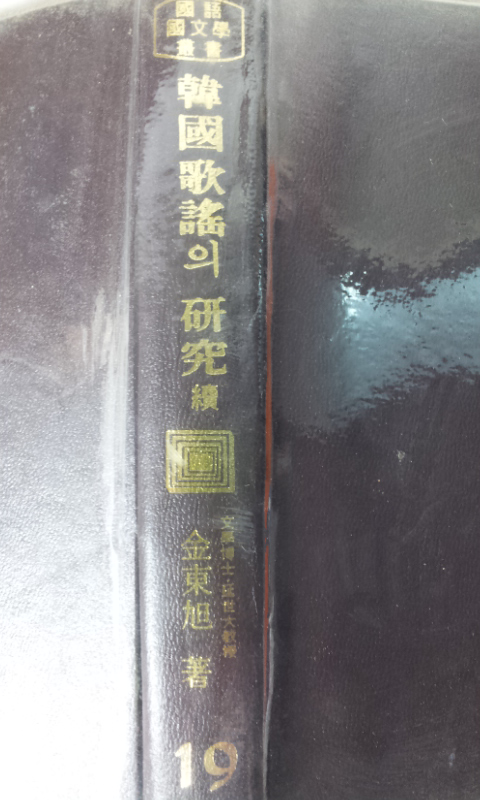 國語
國文學
叢書
韓國歌謠의 研究 續
文學博士·延世大敎授
金東旭 著
19